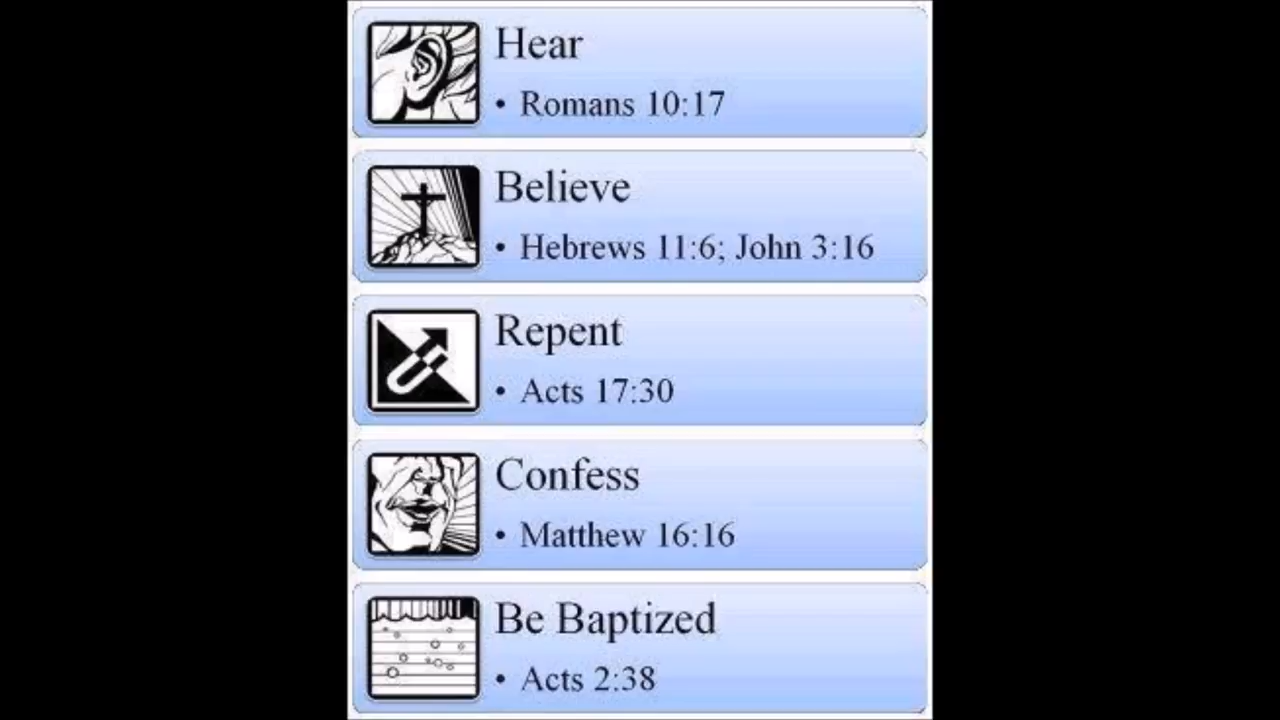 Hear
• Romans 10:17
Believe
• Hebrews 11:6; John 3:16
Repent
• Acts 17:30
Confess
• Matthew 16:16
Be Baptized
• Acts 2:38